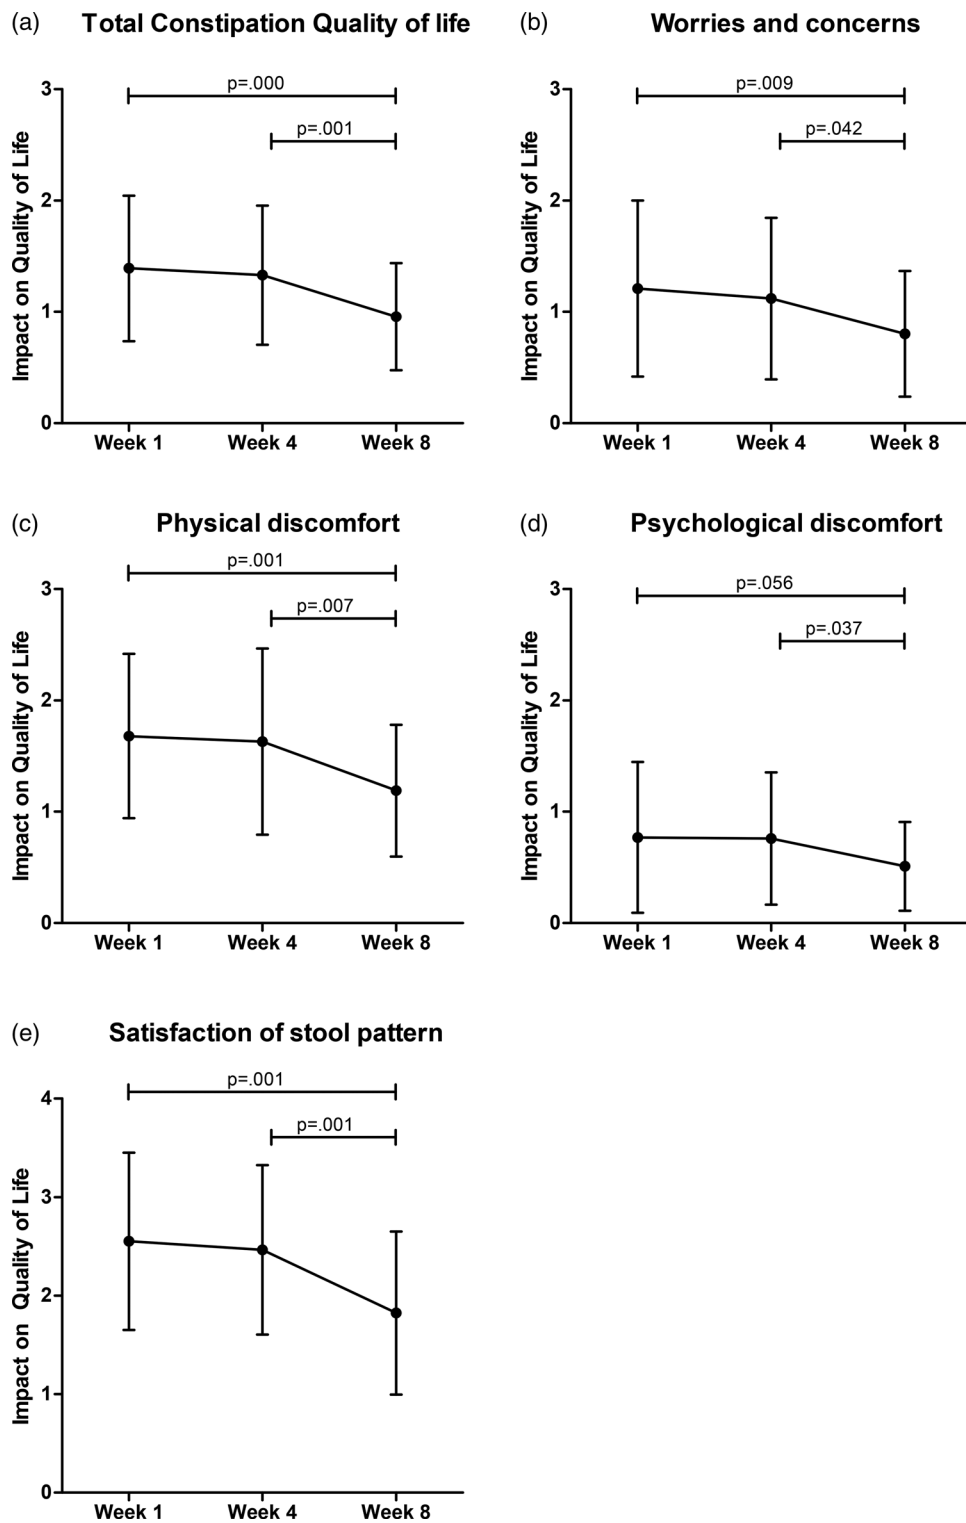 (a) Total Constipation Quality of life
p=.000
p=.001
3
2
1
0
Impact on Quality of Life
Week 1 Week 4 Week 8
(b) Worries and concerns
p=.009
p=.042
3
2
1
0
Impact on Quality of Life
Week 1 Week 4 Week 8
(c) Physical discomfort
p=.001
p=.007
3
2
1
0
Impact on Quality of Life
Week 1 Week 4 Week 8
(d) Psychological discomfort
p=.056
p=.037
3
2
1
0
Impact on Quality of Life
Week 1 Week 4 Week 8
(e) Satisfaction of stool pattern
p=.001
p=.001
4
3
2
1
0
Impact on Quality of Life
Week 1 Week 4 Week 8